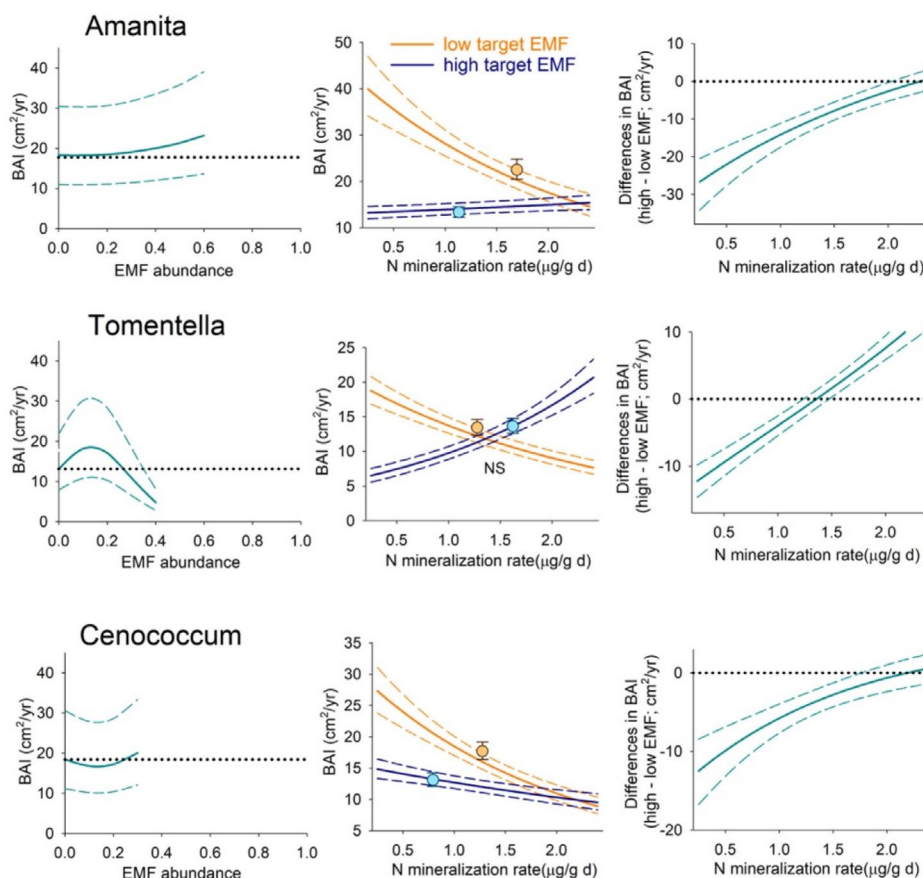 Amanita
BAI (cm²/yr)
40
30
20
10
0
0.0 0.2 0.4 0.6 0.8 1.0
EMF abundance
BAI (cm²/yr)
50
40
30
20
10
low target EMF
high target EMF
0.5 1.0 1.5 2.0
N mineralization rate(μg/g d)
Differences in BAI
(high - low EMF; cm²/yr)
10
0
-10
-20
-30
0.5 1.0 1.5 2.0
N mineralization rate(μg/g d)
Tomentella
BAI (cm²/yr)
40
30
20
10
0
0.0 0.2 0.4 0.6 0.8 1.0
EMF abundance
BAI (cm²/yr)
25
20
15
10
5
0
NS
0.5 1.0 1.5 2.0
N mineralization rate(μg/g d)
Differences in BAI
(high - low EMF; cm²/yr)
10
0
-10
0.5 1.0 1.5 2.0
N mineralization rate(μg/g d)
Cenococcum
BAI (cm²/yr)
40
30
20
10
0
0.0 0.2 0.4 0.6 0.8 1.0
EMF abundance
BAI (cm²/yr)
35
30
25
20
15
10
5
0.5 1.0 1.5 2.0
N mineralization rate(μg/g d)
Differences in BAI
(high - low EMF; cm²/yr)
0
-10
-20
0.5 1.0 1.5 2.0
N mineralization rate(μg/g d)